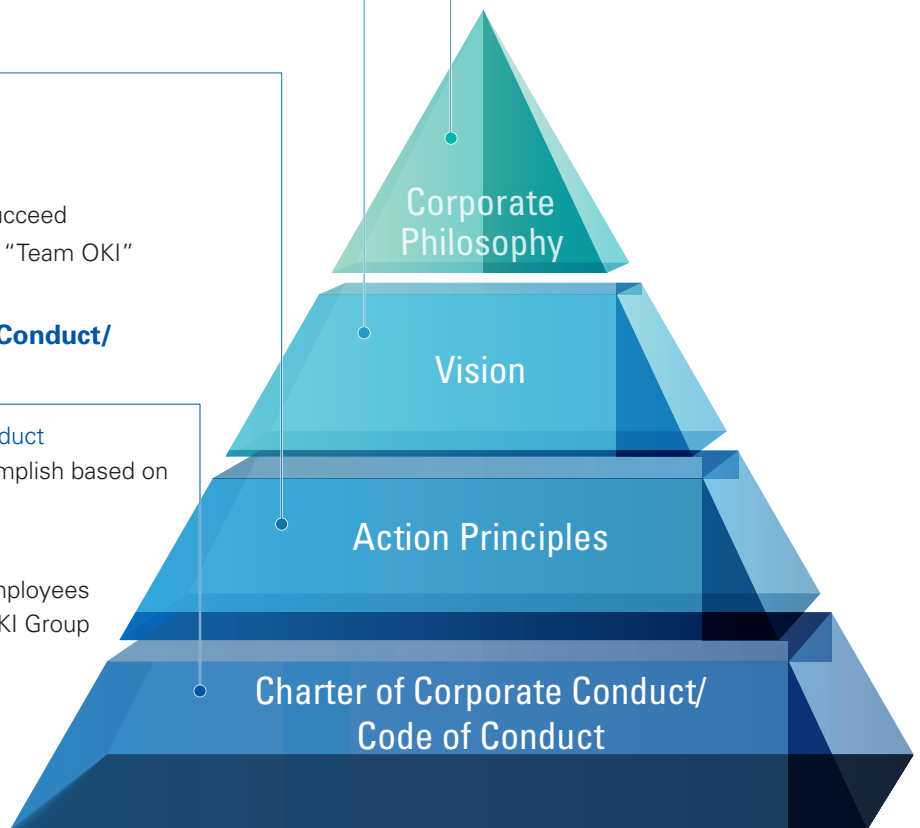 ucceed
“Team OKI”
Conduct/
duct
mplish based on
mployees
KI Group
Corporate
Philosophy
Vision
Action Principles
Charter of Corporate Conduct/
Code of Conduct